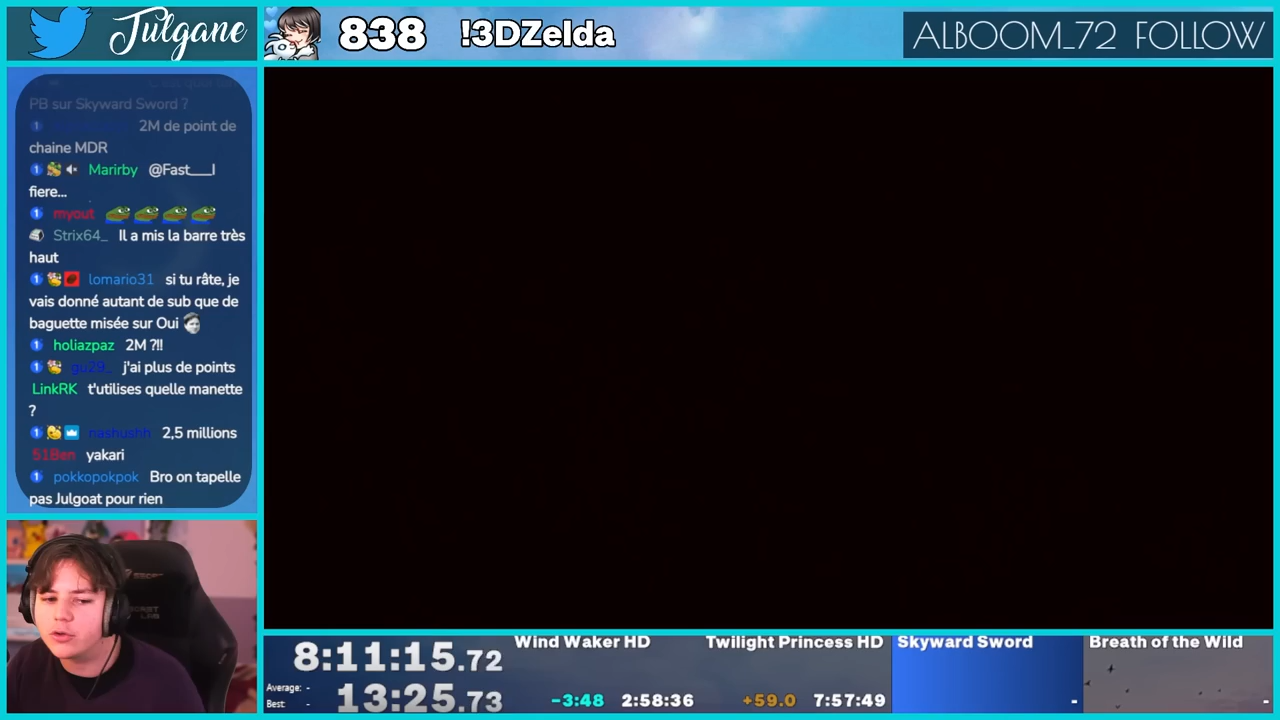 Julgane
838
!3DZelda
ALBOOM_72 FOLLOW
PB sur Skyward Sword ?
2M de point de
chaine MDR
Marirby @Fast___I
fiere...
myout
Strix64_ Il a mis la barre très
haut
lomario31 si tu râte, je
vais donné autant de sub que de
baguette misée sur Oui
holiazpaz 2M ?!!
gu29_ j'ai plus de points
LinkRK t'utilises quelle manette
?
nashushh 2,5 millions
51Ben yakari
pokkopokpok Bro on tapelle
pas Julgoat pour rien
8:11:15.72
Average: -
Best: -
13:25.73
Wind Waker HD
-3:48 2:58:36
Twilight Princess HD
+59.0 7:57:49
Skyward Sword
-
Breath of the Wild
-